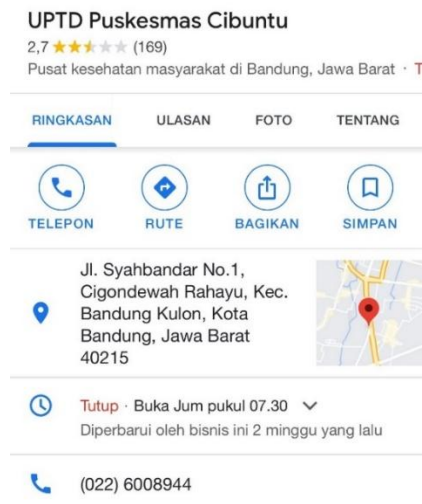 UPTD Puskesmas Cibuntu
2,7 (169)
Pusat kesehatan masyarakat di Bandung, Jawa Barat ·
RINGKASAN ULASAN FOTO TENTANG
TELEPON RUTE BAGIKAN SIMPAN
Jl. Syahbandar No.1,
Cigondewah Rahayu, Kec.
Bandung Kulon, Kota
Bandung, Jawa Barat
40215
Tutup · Buka Jum pukul 07.30
Diperbarui oleh bisnis ini 2 minggu yang lalu
(022) 6008944